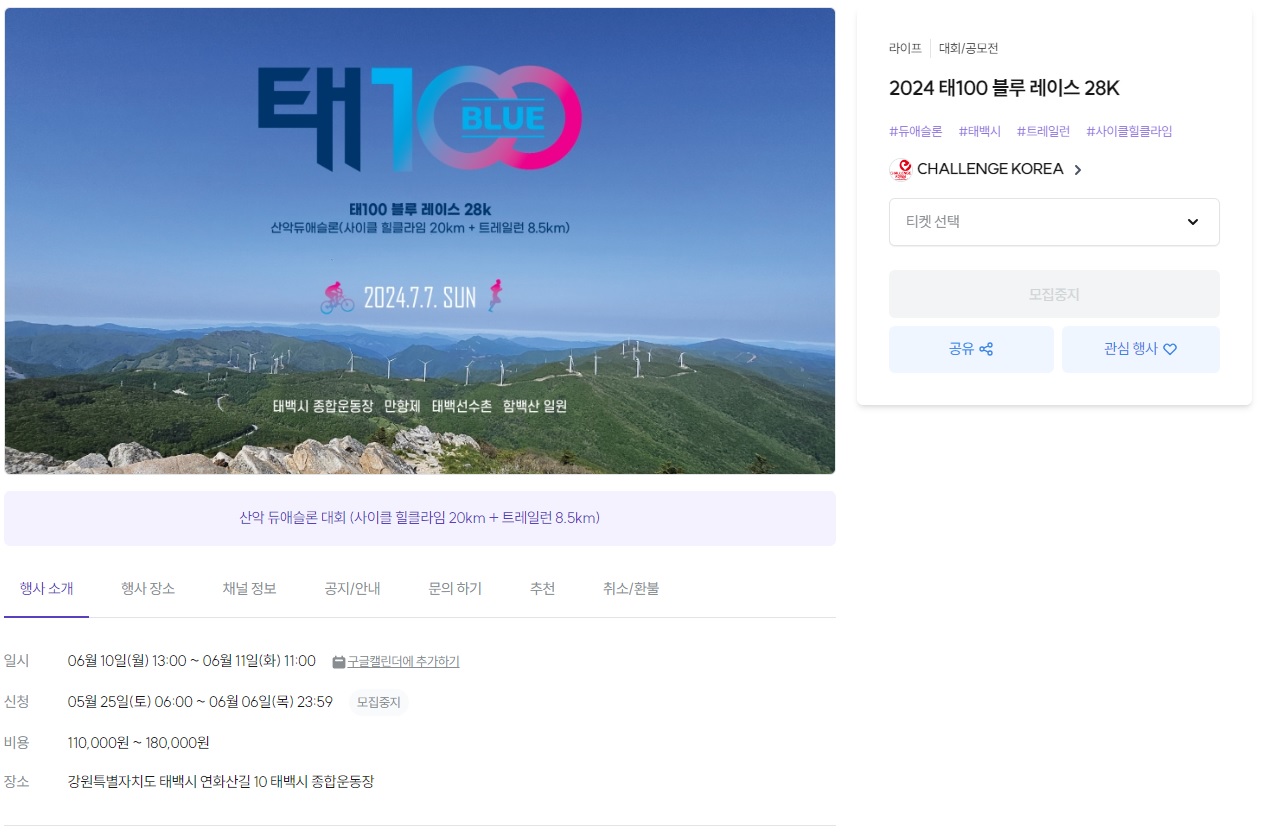 태100
BLUE
태100 블루 레이스 28k
산악듀애슬론(사이클 힐클라임 20km + 트레일런 8.5km)
2024.7.7. SUN
태백시 종합운동장 만항제 태백선수촌 함백산 일원
라이프 대회/공모전
2024 태100 블루 레이스 28K
#듀애슬론 #태백시 #트레일런 #사이클힐클라임
CHALLENGE KOREA
티켓 선택
모집중지
공유 관심 행사
산악 듀애슬론 대회 (사이클 힐클라임 20km + 트레일런 8.5km)
행사 소개 행사 장소 채널 정보 공지/안내 문의 하기 추천 취소/환불
일시 06월 10일(월) 13:00 ~ 06월 11일(화) 11:00 구글캘린더에 추가하기
신청 05월 25일(토) 06:00 ~ 06월 06일(목) 23:59 모집중지
비용 110,000원 ~ 180,000원
장소 강원특별자치도 태백시 연화산길 10 태백시 종합운동장